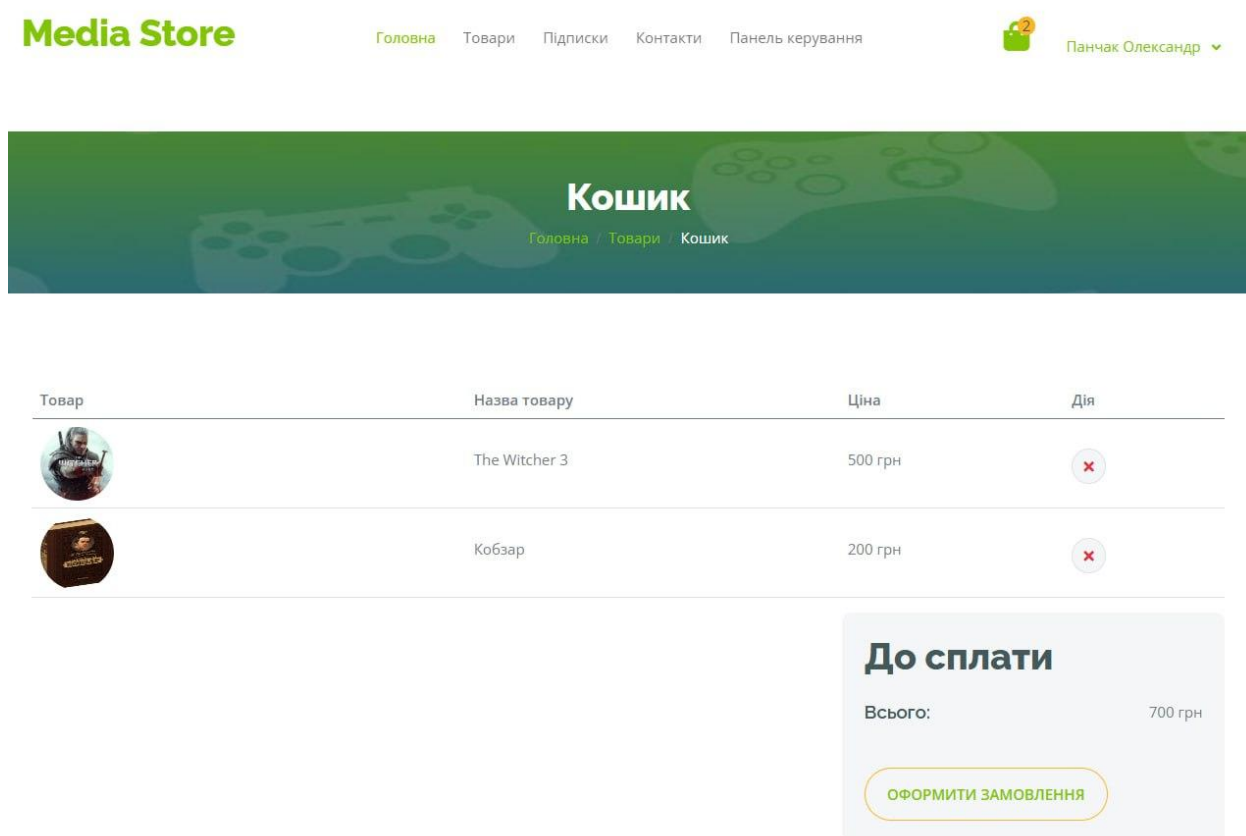 Media Store
Головна Товари Підписки Контакти Панель керування
2
Панчак Олександр
Кошик
Головна / Товари / Кошик
Товар Назва товару Ціна Дія
The Witcher 3 500 грн
Кобзар 200 грн
До сплати
Всього: 700 грн
ОФОРМИТИ ЗАМОВЛЕННЯ